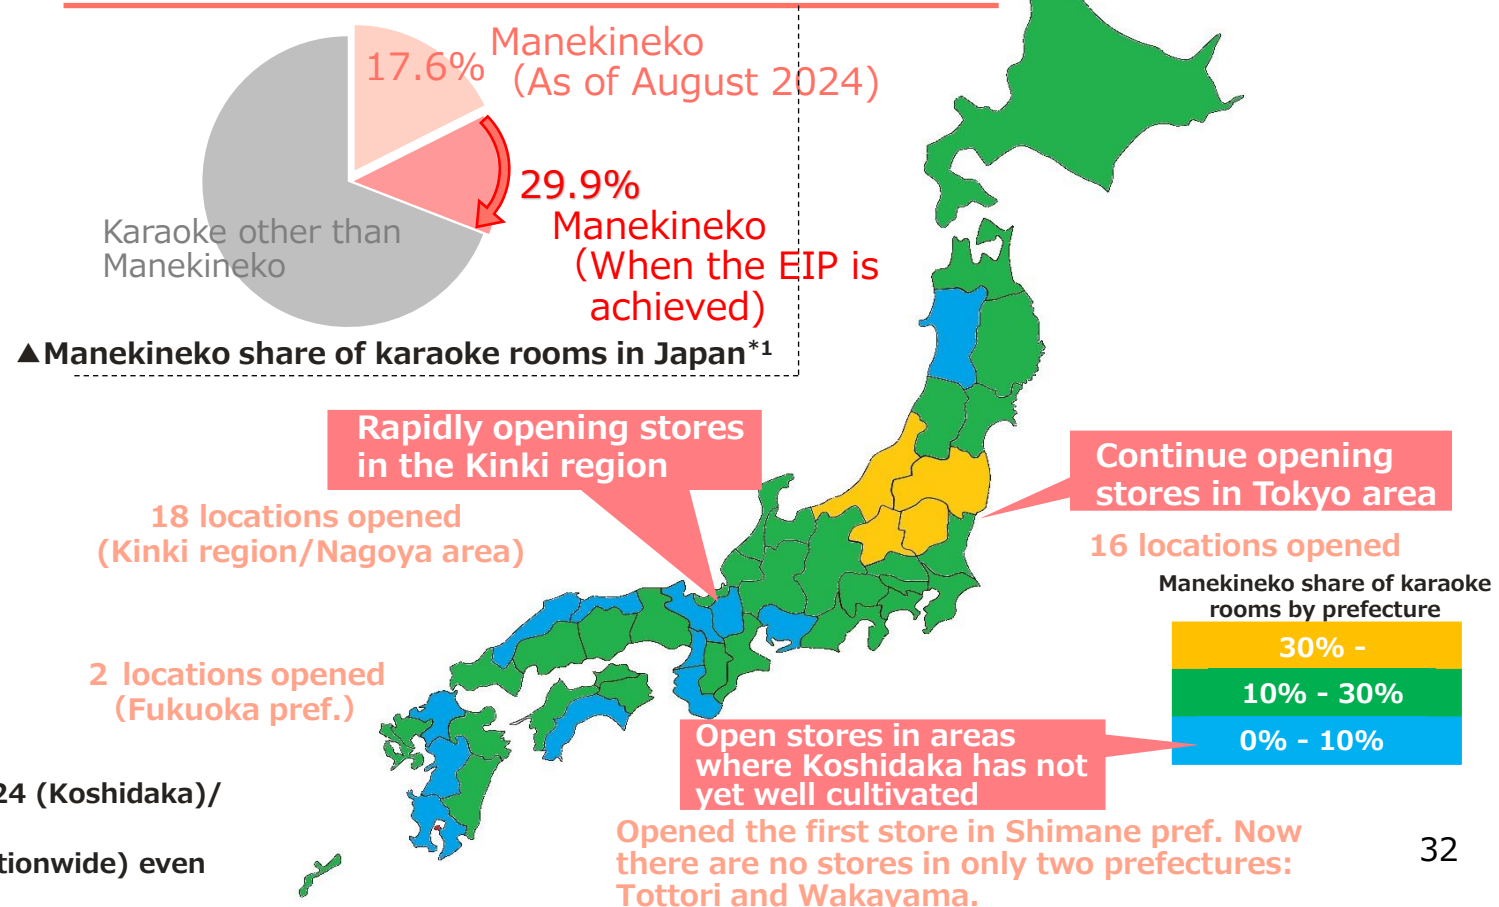 17.6%
Manekineko
（As of August 2024)
29.9%
Manekineko
（When the EIP is
achieved)
Karaoke other than
Manekineko
▲Manekineko share of karaoke rooms in Japan*1
Rapidly opening stores
in the Kinki region
Continue opening
stores in Tokyo area
18 locations opened
(Kinki region/Nagoya area)
16 locations opened
Manekineko share of karaoke
rooms by prefecture
30% -
10% - 30%
0% - 10%
2 locations opened
（Fukuoka pref.）
Open stores in areas
where Koshidaka has not
yet well cultivated
Opened the first store in Shimane pref. Now
there are no stores in only two prefectures:
Tottori and Wakayama.
24 (Koshidaka)/
tionwide) even
32